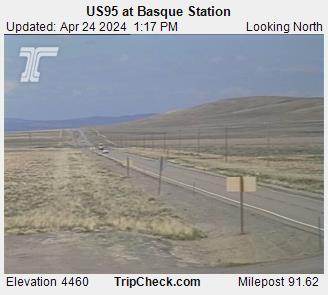 US95 at Basque Station
Updated: Apr 24 2024 1:17 PM Looking North
Elevation 4460 TripCheck.com Milepost 91.62